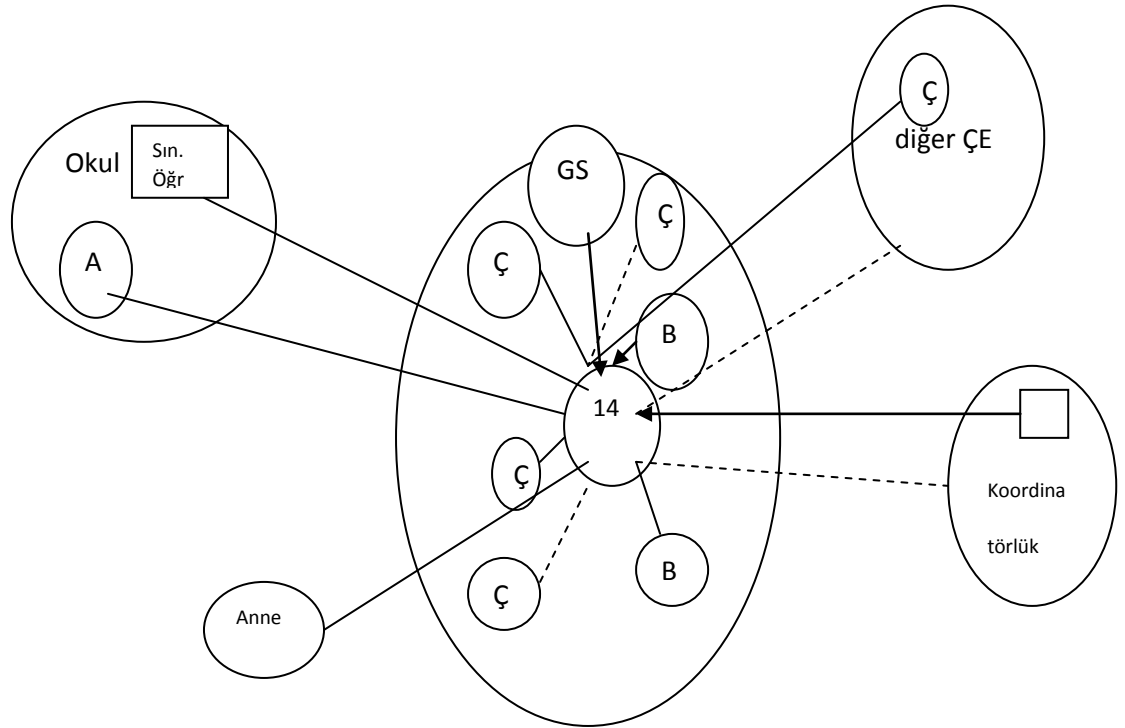 Ç
diğer ÇE
Okul
Sın.
Öğr
A
GS
Ç
Ç
B
14
Ç
Koordina
törlük
B
Ç
Anne